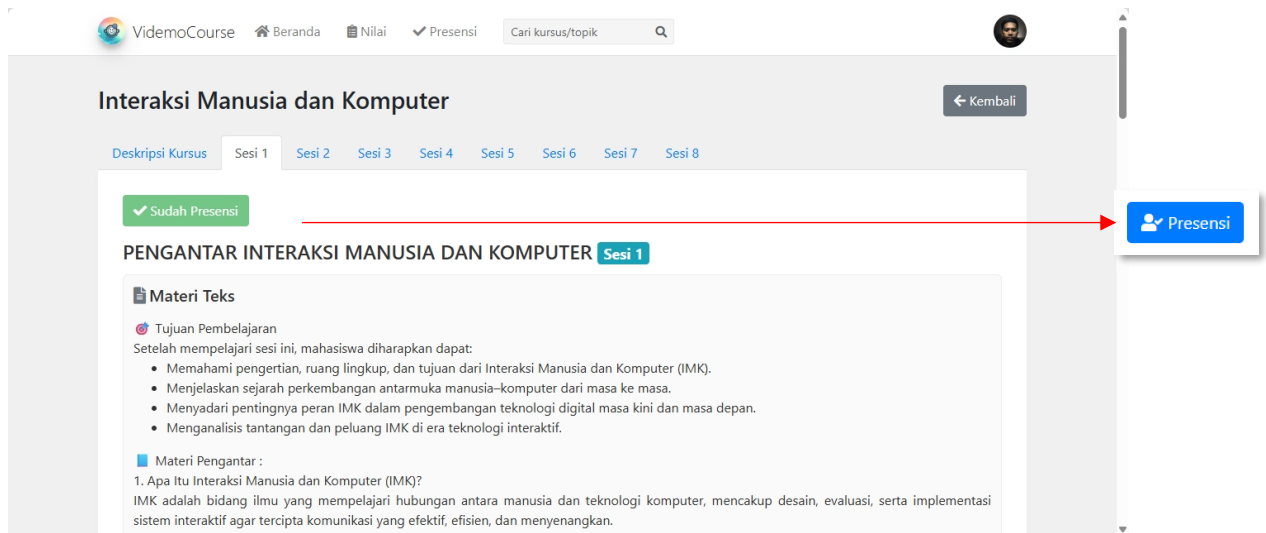 VidemoCourse Beranda Nilai Presensi Cari kursus/topik
Interaksi Manusia dan Komputer
Kembali
Deskripsi Kursus Sesi 1 Sesi 2 Sesi 3 Sesi 4 Sesi 5 Sesi 6 Sesi 7 Sesi 8
Sudah Presensi
Presensi
PENGANTAR INTERAKSI MANUSIA DAN KOMPUTER Sesi 1
Materi Teks
Tujuan Pembelajaran
Setelah mempelajari sesi ini, mahasiswa diharapkan dapat:
• Memahami pengertian, ruang lingkup, dan tujuan dari Interaksi Manusia dan Komputer (IMK).
• Menjelaskan sejarah perkembangan antarmuka manusia–komputer dari masa ke masa.
• Menyadari pentingnya peran IMK dalam pengembangan teknologi digital masa kini dan masa depan.
• Menganalisis tantangan dan peluang IMK di era teknologi interaktif.
Materi Pengantar :
1. Apa Itu Interaksi Manusia dan Komputer (IMK)?
IMK adalah bidang ilmu yang mempelajari hubungan antara manusia dan teknologi komputer, mencakup desain, evaluasi, serta implementasi
sistem interaktif agar tercipta komunikasi yang efektif, efisien, dan menyenangkan.